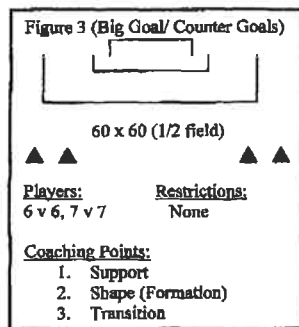 Figure 3 (Big Goal/ Counter Goals)
60 x 60 (1/2 field)
Players: Restrictions:
6 v 6, 7 v 7 None
Coaching Points:
1. Support
2. Shape (Formation)
3. Transition